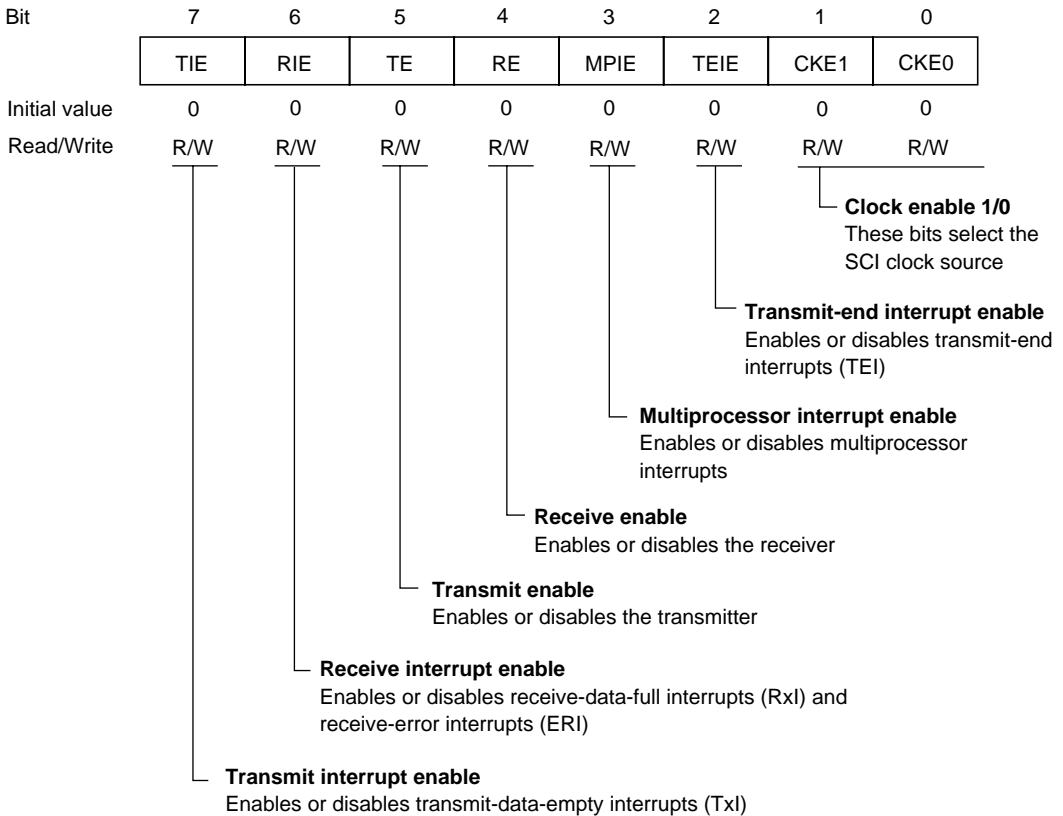 Bit 7 6 5 4 3 2 1 0
TIE RIE TE RE MPIE TEIE CKE1 CKE0
Initial value 0 0 0 0 0 0 0 0
Read/Write R/W R/W R/W R/W R/W R/W R/W R/W
Clock enable 1/0
These bits select the
SCI clock source
Transmit-end interrupt enable
Enables or disables transmit-end
interrupts (TEI)
Multiprocessor interrupt enable
Enables or disables multiprocessor
interrupts
Receive enable
Enables or disables the receiver
Transmit enable
Enables or disables the transmitter
Receive interrupt enable
Enables or disables receive-data-full interrupts (RxI) and
receive-error interrupts (ERI)
Transmit interrupt enable
Enables or disables transmit-data-empty interrupts (TxI)